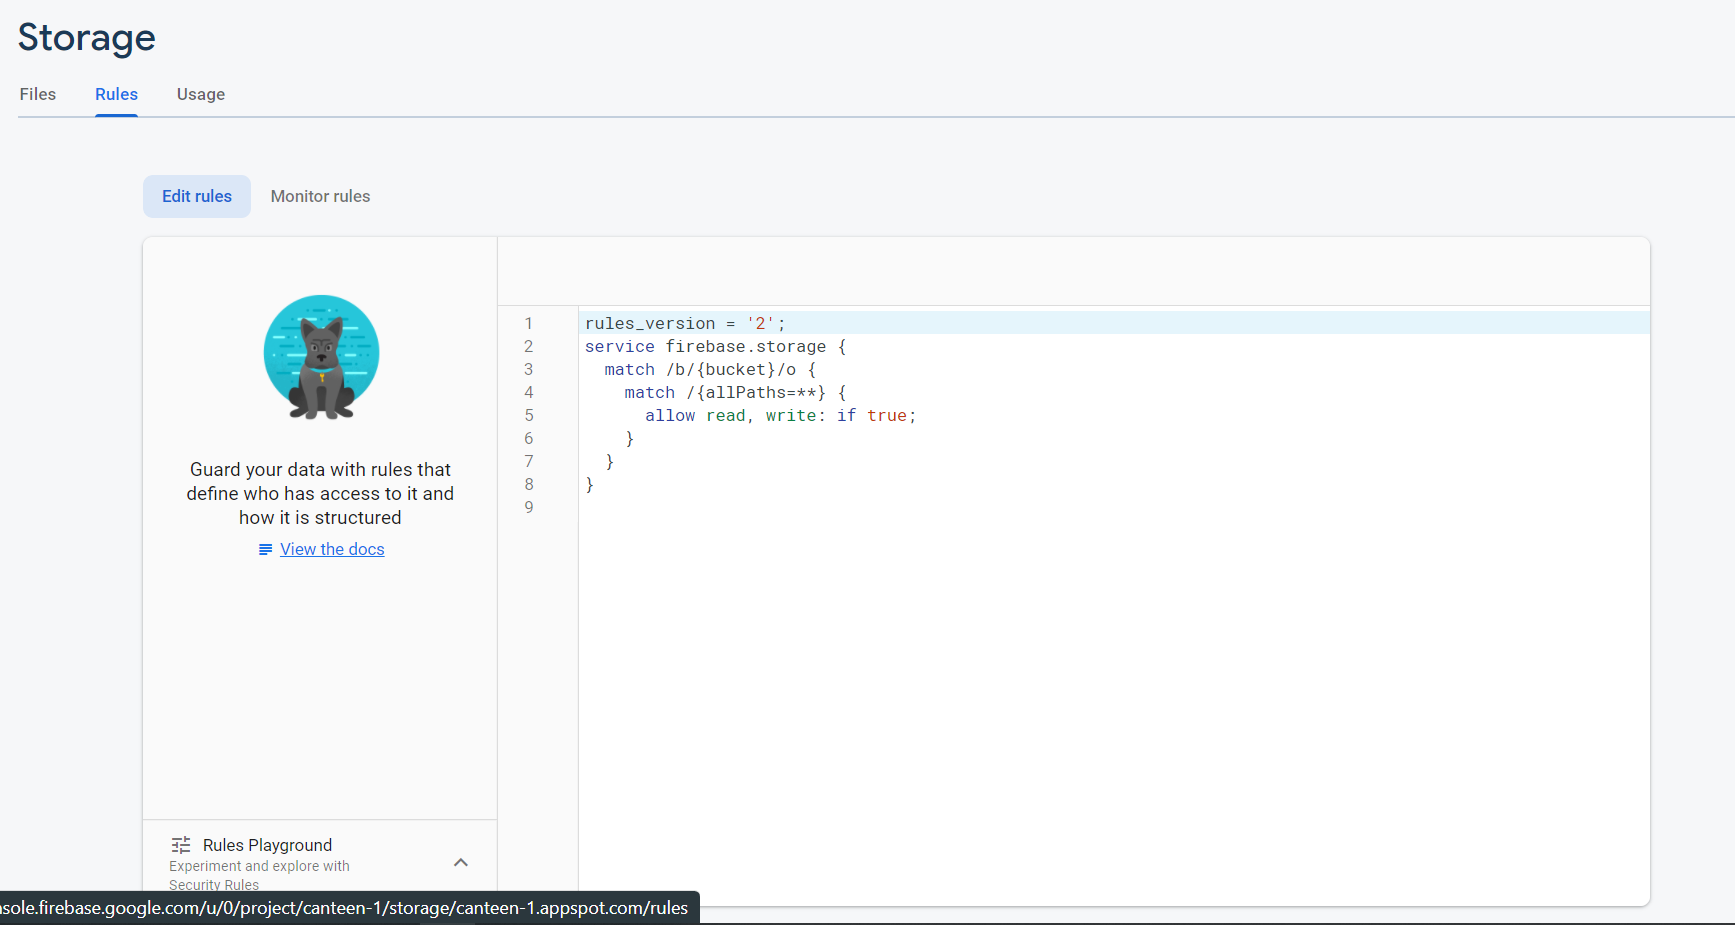 Storage
Files Rules Usage
Edit rules Monitor rules
Guard your data with rules that
define who has access to it and
how it is structured
View the docs
1 rules_version = '2';
2 service firebase.storage {
3 match /b/{bucket}/o {
4 match /{allPaths=**} {
5 allow read, write: if true;
6 }
7 }
8 }
9
Rules Playground
Experiment and explore with
Security Rules
nsole.firebase.google.com/u/0/project/canteen-1/storage/canteen-1.appspot.com/rules